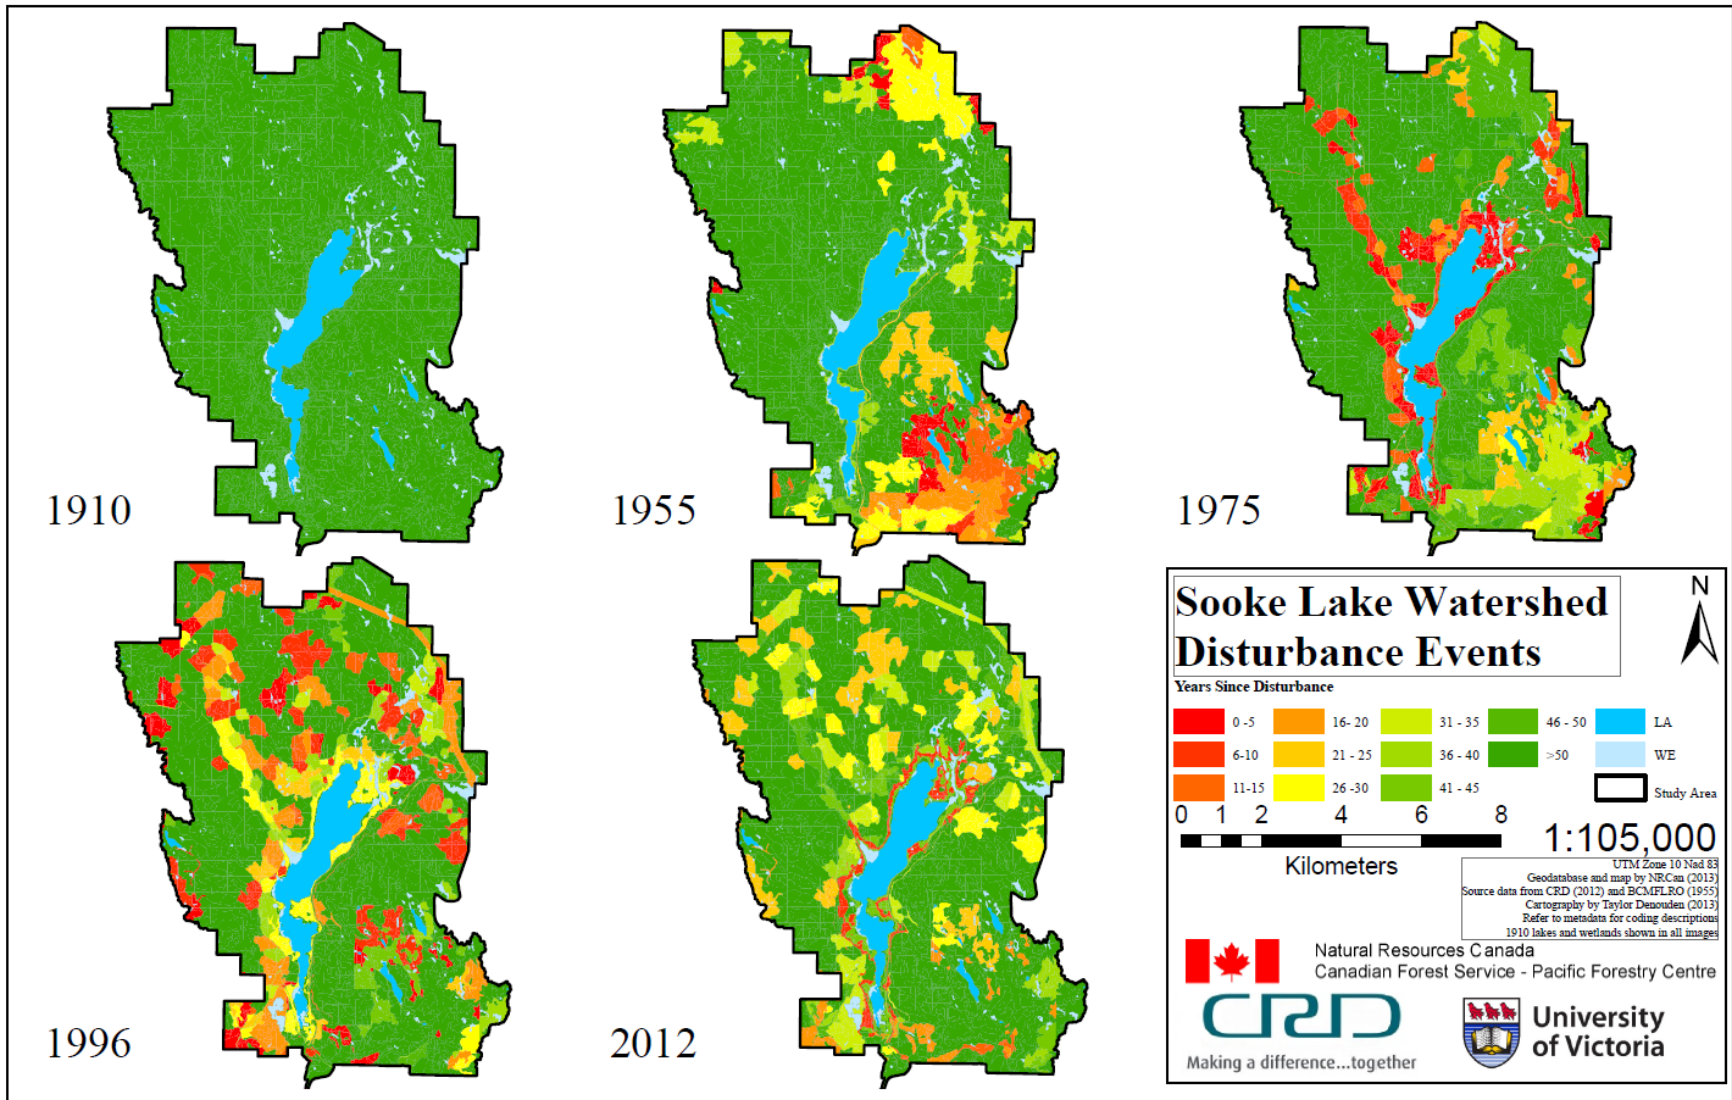 1910
1955
1975
1996
2012
Sooke Lake Watershed
Disturbance Events
N
Years Since Disturbance
0 -5
16- 20
31 - 35
46 - 50
LA
6-10
21 - 25
36 - 40
>50
WE
11-15
26 -30
41 - 45
Study Area
0 1 2 4 6 8
1:105,000
Kilometers
UTM Zone 10 Nad 83
Geodatabase and map by NRCan (2013)
Source data from CRD (2012) and BCMFLRO (1955)
Cartography by Taylor Denouden (2013)
Refer to metadata for coding descriptions
1910 lakes and wetlands shown in all images
Natural Resources Canada
Canadian Forest Service - Pacific Forestry Centre
CRD
Making a difference...together
University
of Victoria